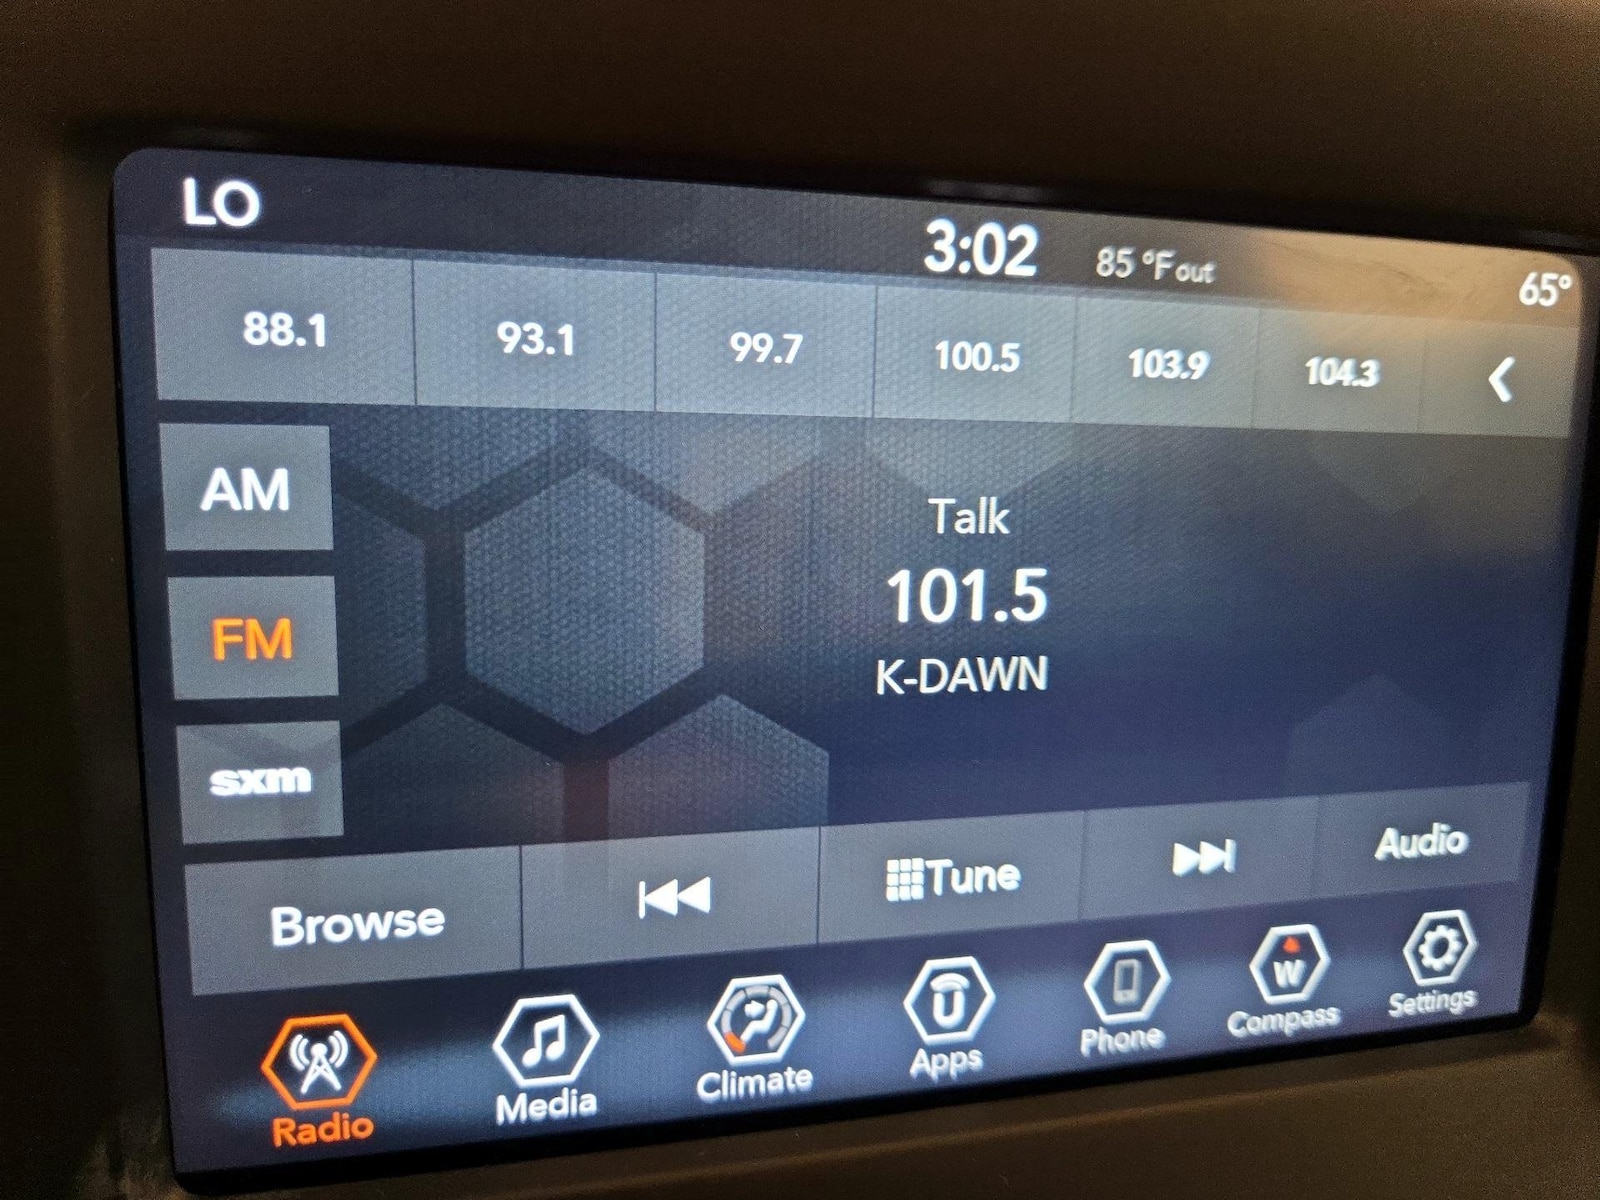 LO 3:02 85 °F out 65°
88.1 93.1 99.7 100.5 103.9 104.3
AM
Talk
101.5
FM
K-DAWN
sxm
Browse Tune Audio
W
Radio Media Climate Apps Phone Compass Settings